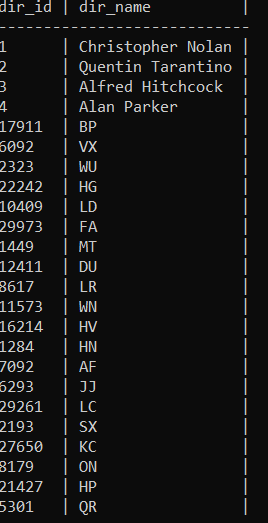 dir_id | dir_name |
----------------------------
1 | Christopher Nolan |
2 | Quentin Tarantino |
3 | Alfred Hitchcock |
4 | Alan Parker |
17911 | BP |
6092 | VX |
2323 | WU |
22242 | HG |
10409 | LD |
29973 | FA |
1449 | MT |
12411 | DU |
8617 | LR |
11573 | WN |
16214 | HV |
1284 | HN |
7092 | AF |
6293 | JJ |
29261 | LC |
2193 | SX |
27650 | KC |
8179 | ON |
21427 | HP |
5301 | QR |